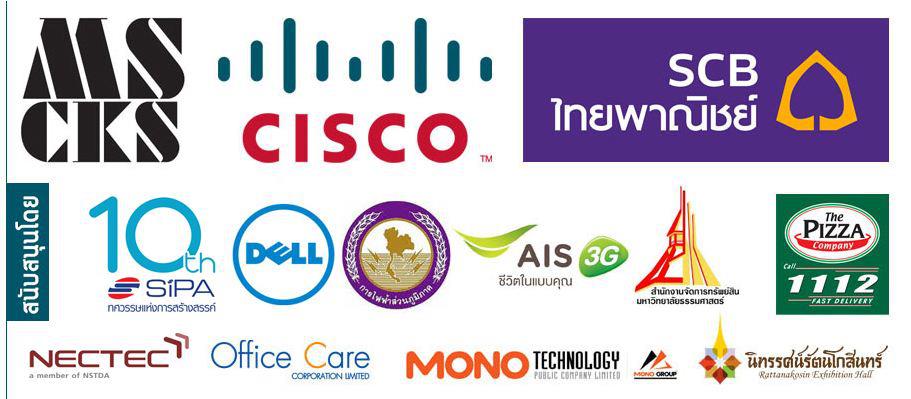 MS
CKS
CISCO
TM
SCB
ไทยพาณิชย์
สนับสนุนโดย
10th
SiPA
ทศวรรษแห่งการสร้างสรรค์
DELL
การไฟฟ้าส่วนภูมิภาค
AIS 3G
ชีวิตในแบบคุณ
สำนักงานจัดการทรัพย์สิน
มหาวิทยาลัยธรรมศาสตร์
The
PIZZA
Company
Call
1112
FAST DELIVERY
NECTEC
a member of NSTDA
Office Care
CORPORATION LIMITED
MONO TECHNOLOGY
PUBLIC COMPANY LIMITED
MONO GROUP
นิทรรศน์รัตนโกสินทร์
Rattanakosin Exhibition Hall